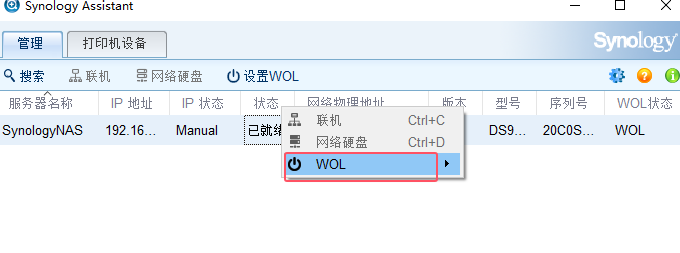 Synology Assistant
管理 打印机设备
Synology
搜索 联机 网络硬盘 设置WOL
服务器名称 IP 地址 IP 状态 状态 网络物理地址 版本 型号 序列号 WOL状态
SynologyNAS 192.16... Manual 已就绪 DS9... 20C0S... WOL
联机 Ctrl+C
网络硬盘 Ctrl+D
WOL